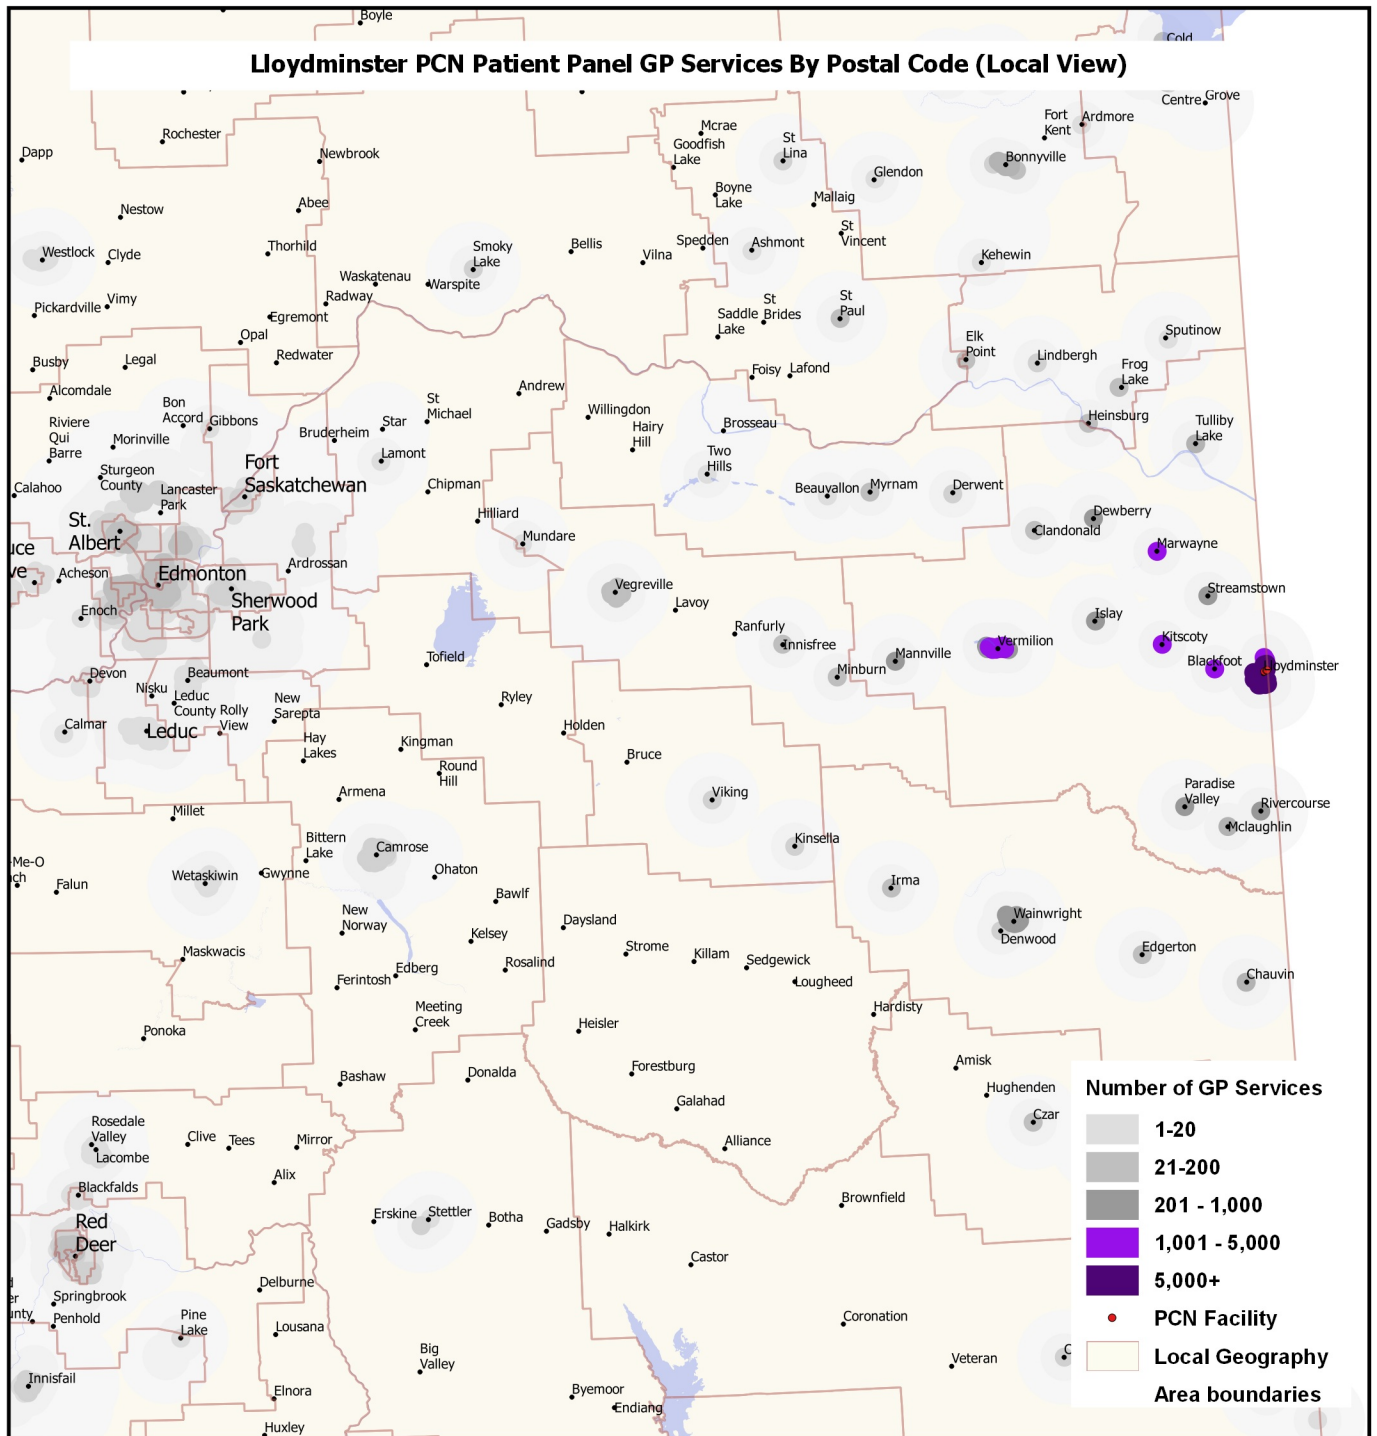 Boyle
Cold
Lloydminster PCN Patient Panel GP Services By Postal Code (Local View)
Centre
Grove
Rochester
Mcrae
Fort
Kent
Ardmore
Dapp
Newbrook
Goodfish
Lake
St
Lina
Bonnyville
Glendon
Nestow
Abee
Boyne
Lake
Mallaig
Westlock
Clyde
Thorhild
Smoky
Lake
Bellis
Vilna
Spedden
Ashmont
St
Vincent
Kehewin
Waskatenau
Warspite
Radway
Pickardville
Vimy
Egremont
Saddle
Lake
St
Brides
St
Paul
Opal
Redwater
Busby
Legal
Elk
Point
Lindbergh
Sputinow
Frog
Lake
Foisy
Lafond
Alcomdale
Andrew
Bon
Accord
Gibbons
St
Michael
Willingdon
Hairy
Hill
Brosseau
Heinsburg
Tulliby
Lake
Riviere
Qui
Barre
Morinville
Bruderheim
Star
Lamont
Two
Hills
Sturgeon
County
Fort
Saskatchewan
Calahoo
Lancaster
Park
Chipman
Beauvallon
Myrnam
Derwent
St.
Albert
Hilliard
Mundare
Dewberry
Clandonald
Marwayne
uce
ve
Acheson
Edmonton
Ardrossan
Sherwood
Park
Enoch
Vegreville
Lavoy
Streamstown
Islay
Ranfurly
Innisfree
Mannville
Minburn
Vermilion
Kitscoty
Blackfoot
Lloydminster
Tofield
Devon
Nisku
Beaumont
Leduc
County
Rolly
View
New
Sarepta
Ryley
Calmar
Leduc
Hay
Lakes
Kingman
Holden
Bruce
Round
Hill
Armena
Viking
Paradise
Valley
Rivercourse
Mclaughlin
Millet
Bittern
Lake
Camrose
Kinsella
-Me-O
ch
Falun
Wetaskiwin
Gwynne
Ohaton
Irma
Bawlf
New
Norway
Kelsey
Daysland
Wainwright
Denwood
Maskwacis
Strome
Killam
Sedgewick
Edgerton
Edberg
Rosalind
Lougheed
Chauvin
Ferintosh
Meeting
Creek
Hardisty
Ponoka
Heisler
Forestburg
Amisk
Bashaw
Donalda
Hughenden
Galahad
Czar
Rosedale
Valley
Lacombe
Clive
Tees
Mirror
Alliance
Alix
Blackfalds
Brownfield
Red
Deer
Erskine
Stettler
Botha
Gadsby
Halkirk
Castor
d
er
unty
Delburne
Springbrook
Penhold
Pine
Lake
Lousana
Coronation
Big
Valley
Veteran
C
Innisfail
Elnora
Byemoor
Endiang
Huxley
Number of GP Services
1-20
21-200
201 - 1,000
1,001 - 5,000
5,000+
PCN Facility
Local Geography
Area boundaries